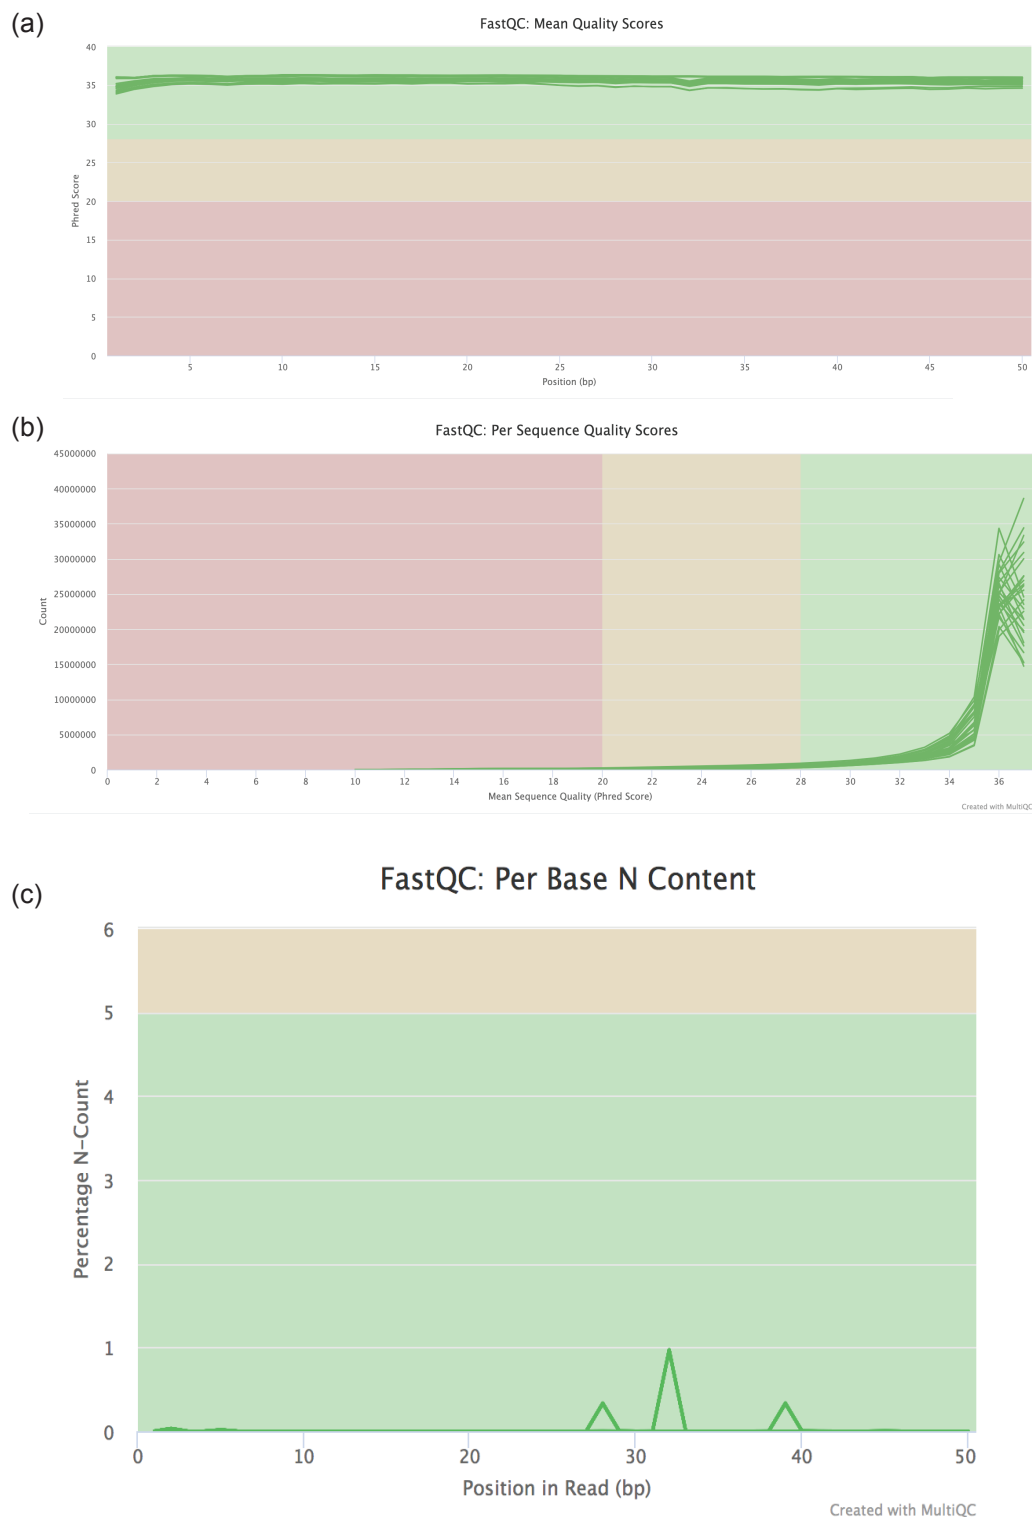 (a)
FastQC: Mean Quality Scores
40
35
30
25
20
15
10
5
0
Phred Score
5 10 15 20 25 30 35 40 45 50
Position (bp)
(b)
FastQC: Per Sequence Quality Scores
45000000
40000000
35000000
30000000
25000000
20000000
15000000
10000000
5000000
0
Count
0 2 4 6 8 10 12 14 16 18 20 22 24 26 28 30 32 34 36
Mean Sequence Quality (Phred Score)
Created with MultiQC
(c)
FastQC: Per Base N Content
6
5
4
3
2
1
0
Percentage N-Count
0 10 20 30 40 50
Position in Read (bp)
Created with MultiQC